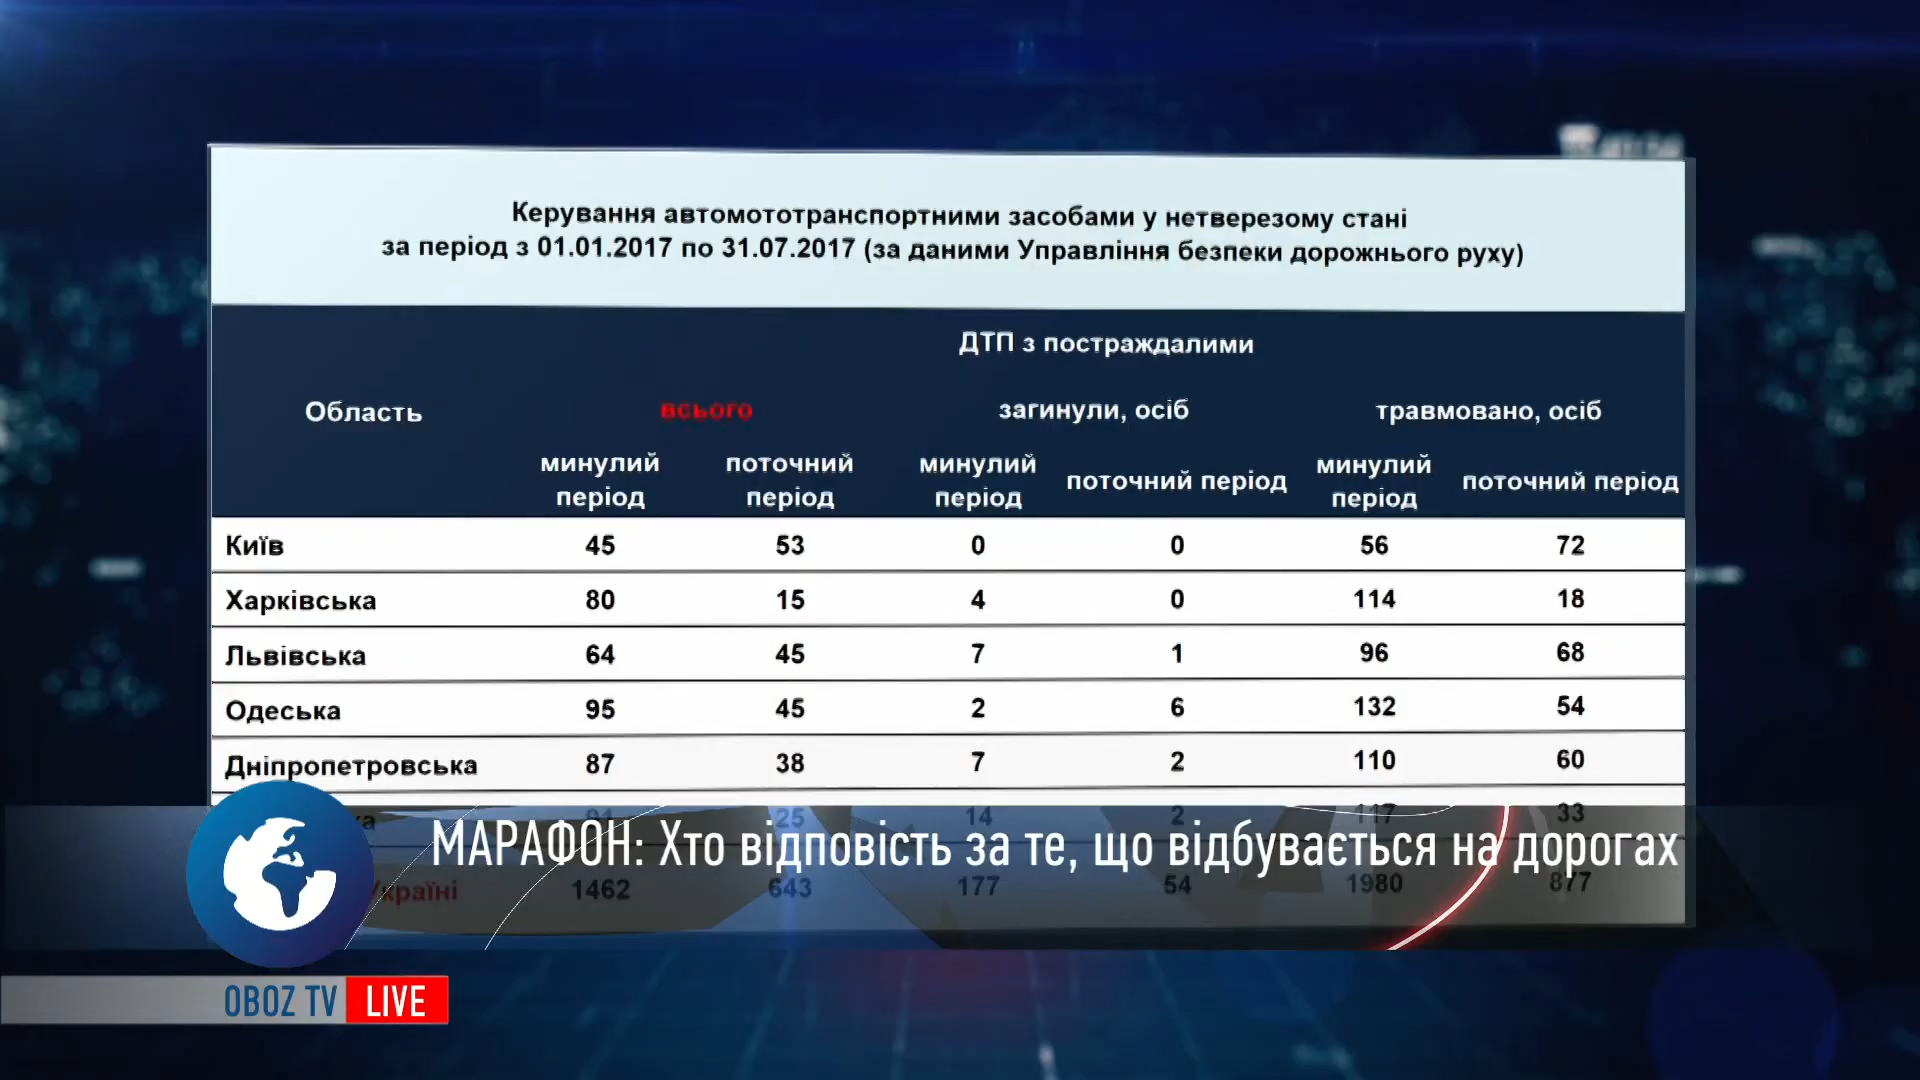 Керування автомототранспортними засобами у нетверезому стані
за період з 01.01.2017 по 31.07.2017 (за даними Управління безпеки дорожнього руху)
ДТП з постраждалими
Область всього загинули, осіб травмовано, осіб
минулий період поточний період минулий період поточний період минулий період поточний період
Київ 45 53 0 0 56 72
Харківська 80 15 4 0 114 18
Львівська 64 45 7 1 96 68
Одеська 95 45 2 6 132 54
Дніпропетровська 87 38 7 2 110 60
25 14 2 117 33
МАРАФОН: Хто відповість за те, що відбувається на дорогах
Україні 1462 643 177 54 1980 877
OBOZ TV LIVE